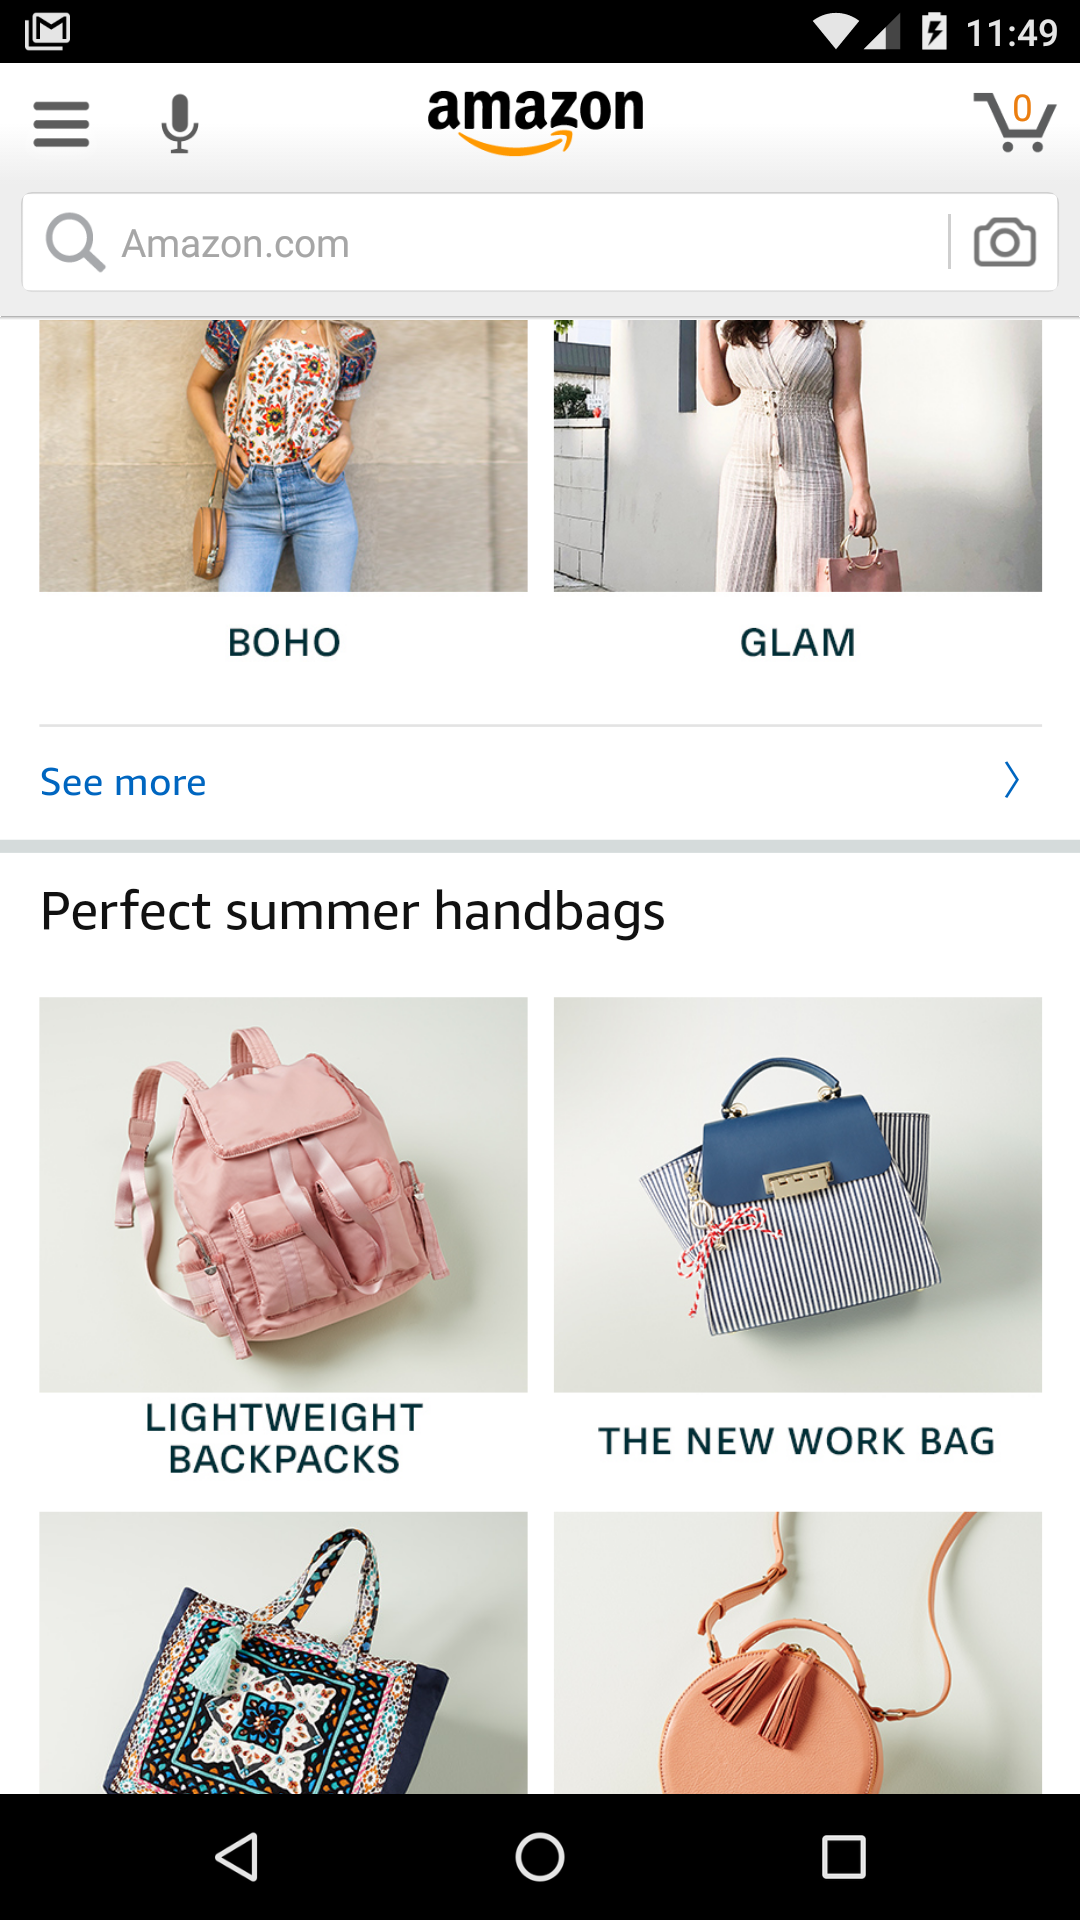 11:49
amazon
0
Amazon.com
BOHO
GLAM
See more
Perfect summer handbags
LIGHTWEIGHT
BACKPACKS
THE NEW WORK BAG